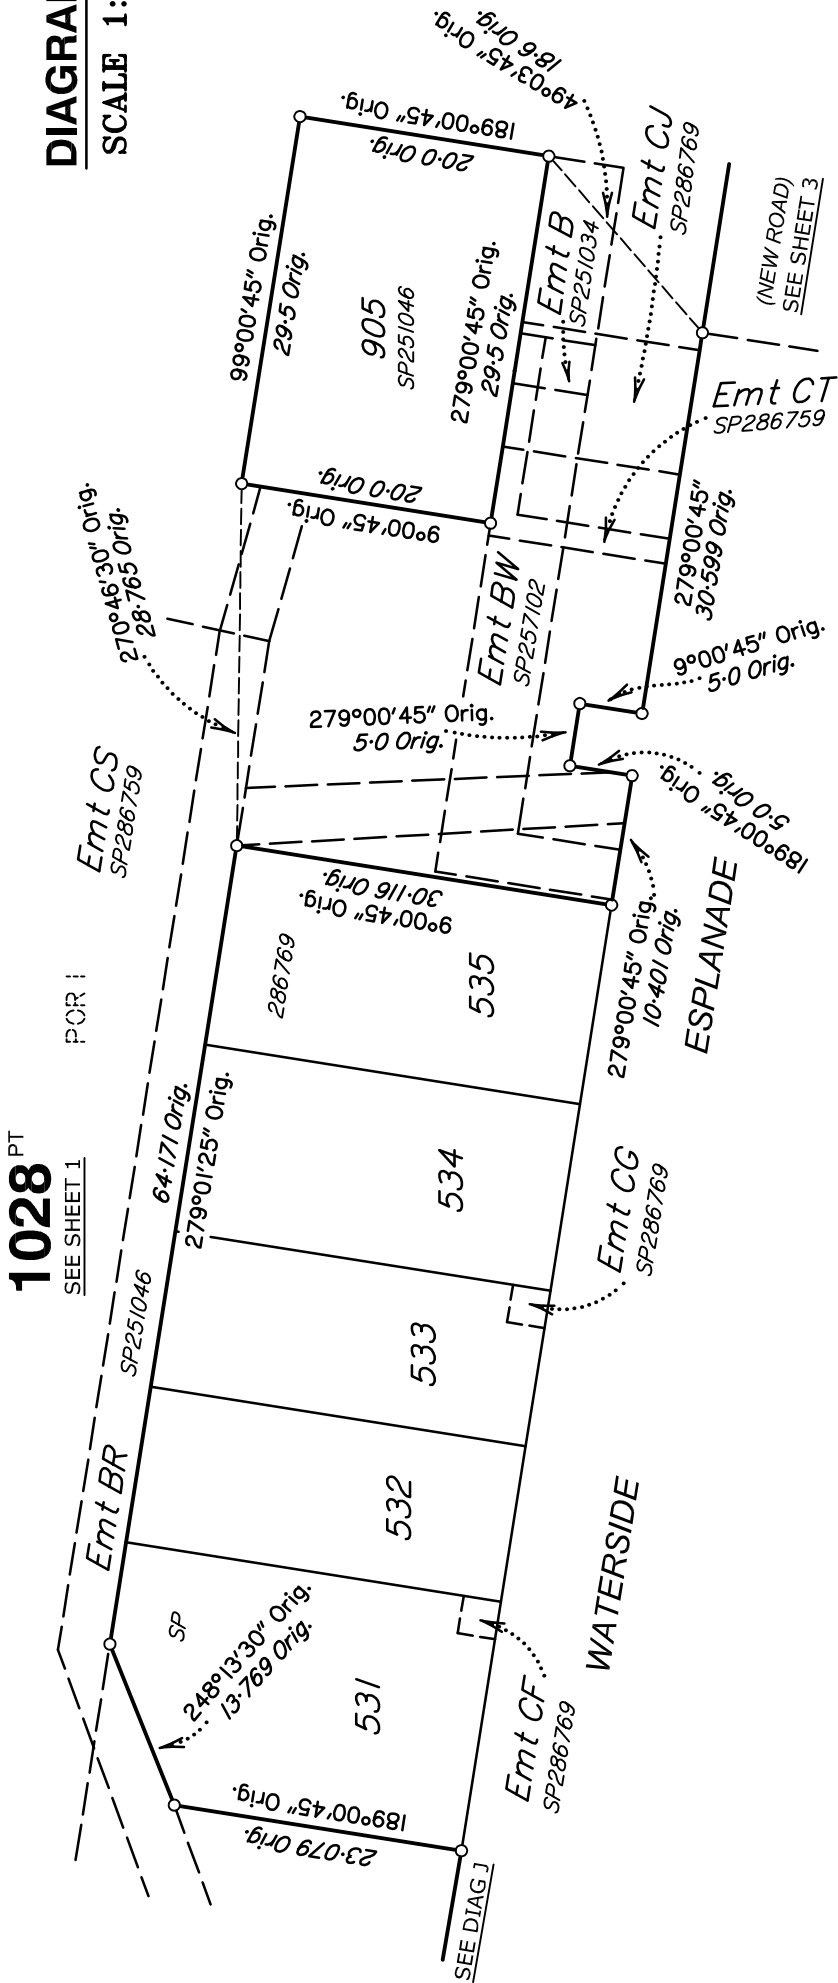 DIAGRA
SCALE 1:
1028 PT
SEE SHEET 1
POR 1
49°03'45" Orig.
18·6 Orig.
189°00'45" Orig.
20·0 Orig.
99°00'45" Orig.
29·5 Orig.
905
SP251046
279°00'45" Orig.
29·5 Orig.
Emt B
SP251034
Emt CJ
SP286769
(NEW ROAD)
SEE SHEET 3
Emt CT
SP286759
20·0 Orig.
9°00'45" Orig.
270°46'30" Orig.
28·765 Orig.
Emt BW
SP257102
279°00'45"
30·599 Orig.
9°00'45" Orig.
5·0 Orig.
279°00'45" Orig.
5·0 Orig.
189°00'45" Orig.
5·0 Orig.
Emt CS
SP286759
30·116 Orig.
9°00'45" Orig.
279°00'45" Orig.
10·401 Orig.
ESPLANADE
286769
535
64·171 Orig.
279°01'25" Orig.
534
Emt CG
SP286769
SP251046
533
Emt BR
532
WATERSIDE
SP
248°13'30" Orig.
13·769 Orig.
531
Emt CF
SP286769
189°00'45" Orig.
23·079 Orig.
SEE DIAG J